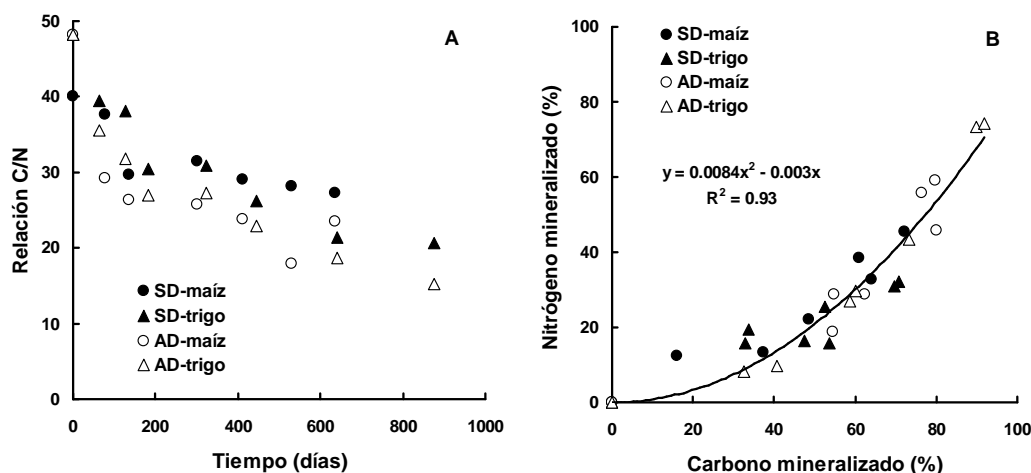 50
40
30
20
10
0
0
200
400
600
800
1000
Relación C/N
Tiempo (días)
A
SD-maíz
SD-trigo
AD-maíz
AD-trigo
100
80
60
40
20
0
0
20
40
60
80
100
Nitrógeno mineralizado (%)
Carbono mineralizado (%)
B
SD-maíz
SD-trigo
AD-maíz
AD-trigo
y = 0.0084x² - 0.003x
R² = 0.93